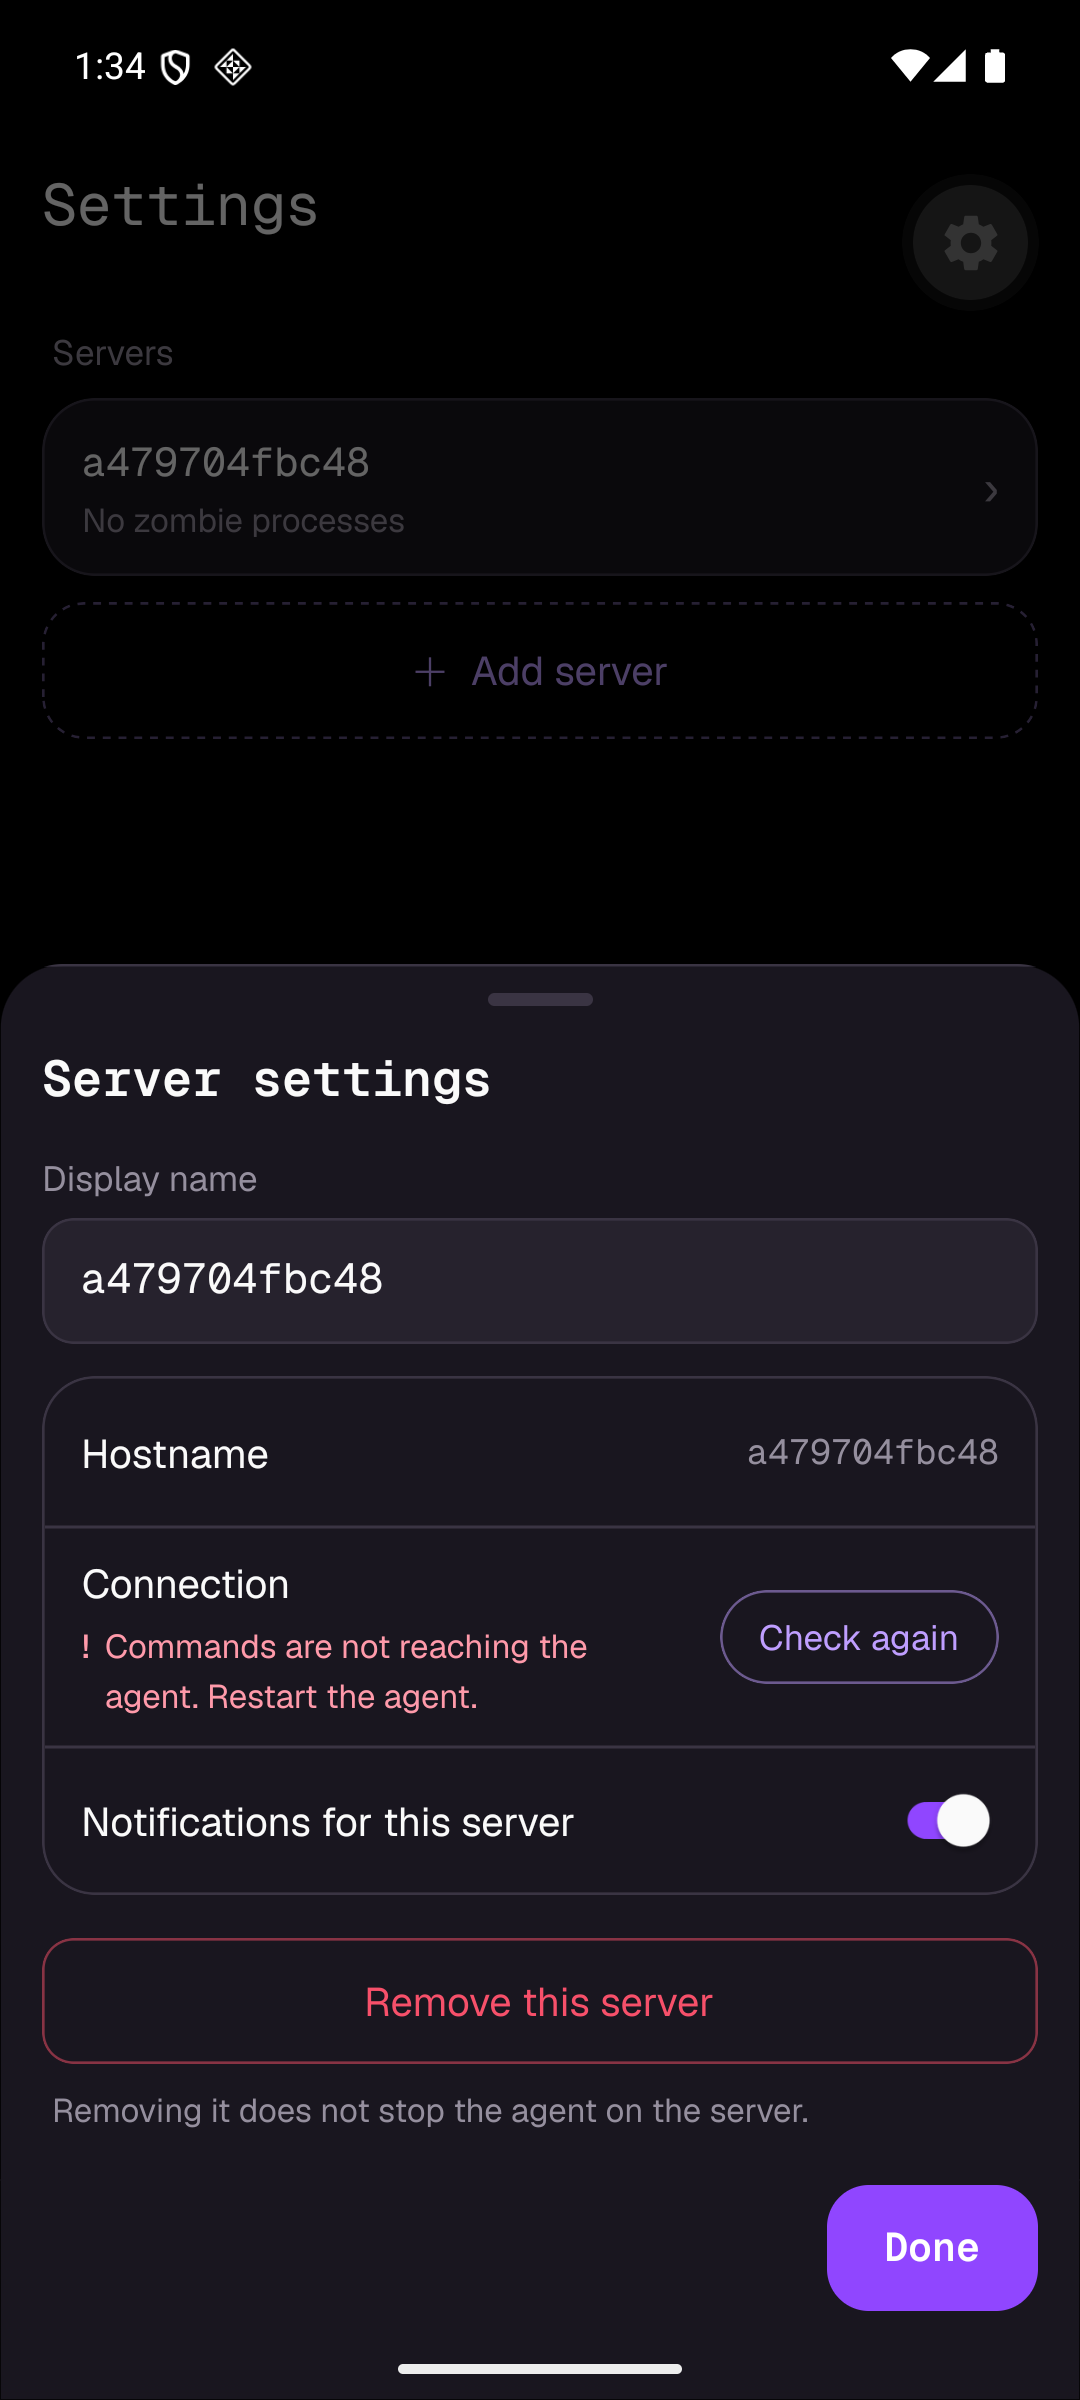 1:34
Settings
Servers
a479704fbc48
No zombie processes
›
+ Add server
Server settings
Display name
a479704fbc48
Hostname
a479704fbc48
Connection
! Commands are not reaching the
agent. Restart the agent.
Check again
Notifications for this server
Remove this server
Removing it does not stop the agent on the server.
Done